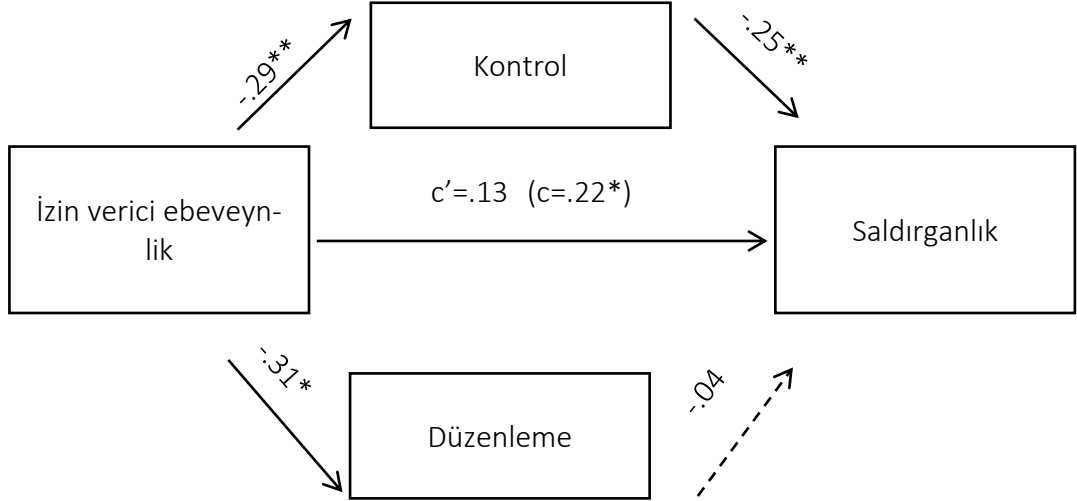 Kontrol
-.29**
-.25**
c’=.13 (c=.22*)
İzin verici ebeveyn-
lik
Saldırganlık
-.31*
-.04
Düzenleme